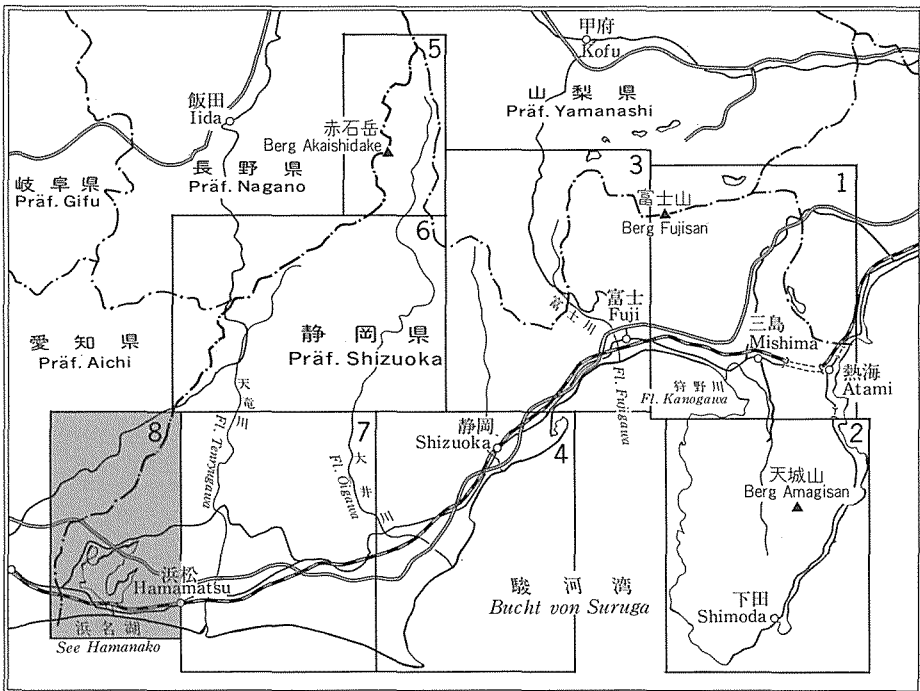 甲府
Kofu
5
山梨県
Präf. Yamanashi
飯田
Iida
赤石岳
Berg Akaishidake
長野県
Präf. Nagano
岐阜県
Präf. Gifu
3
1
富士山
Berg Fujisan
6
富士川
富士
Fuji
静岡県
Präf. Shizuoka
愛知県
Präf. Aichi
三島
Mishima
熱海
Atami
狩野川
Fl. Kanogawa
Fl. Fujigawa
天竜川
Fl. Tenryugawa
8
7
大井川
Fl. Oigawa
静岡
Shizuoka
4
2
天城山
Berg Amagisan
浜松
Hamamatsu
駿河湾
Bucht von Suruga
下田
Shimoda
浜名湖
See Hamanako